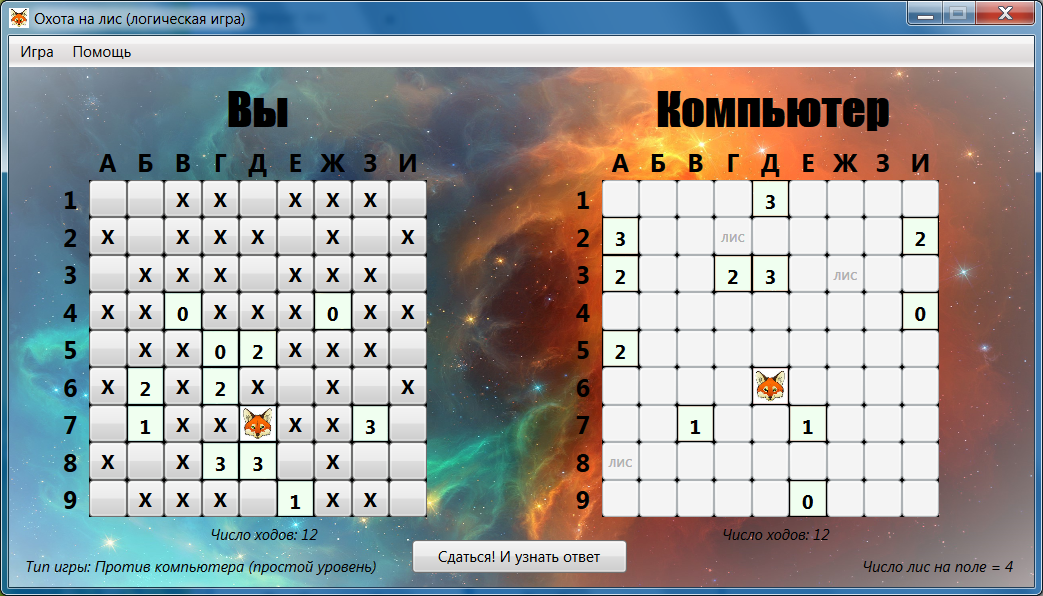 Охота на лис (логическая игра)
Игра Помощь
Вы Компьютер
А Б В Г Д Е Ж З И А Б В Г Д Е Ж З И
1 X X X X X 1 3
2 X X X X X X 2 3 лис 2
3 X X X X X X 3 2 2 3 лис
4 X X 0 X X X 0 X X 4 0
5 X X 0 2 X X X 5 2
6 X 2 X 2 X X X 6
7 1 X X X X 3 7 1 1
8 X X 3 3 X 8 лис
9 X X X 1 X X 9 0
Число ходов: 12 Число ходов: 12
Тип игры: Против компьютера (простой уровень) Сдаться! И узнать ответ Число лис на поле = 4